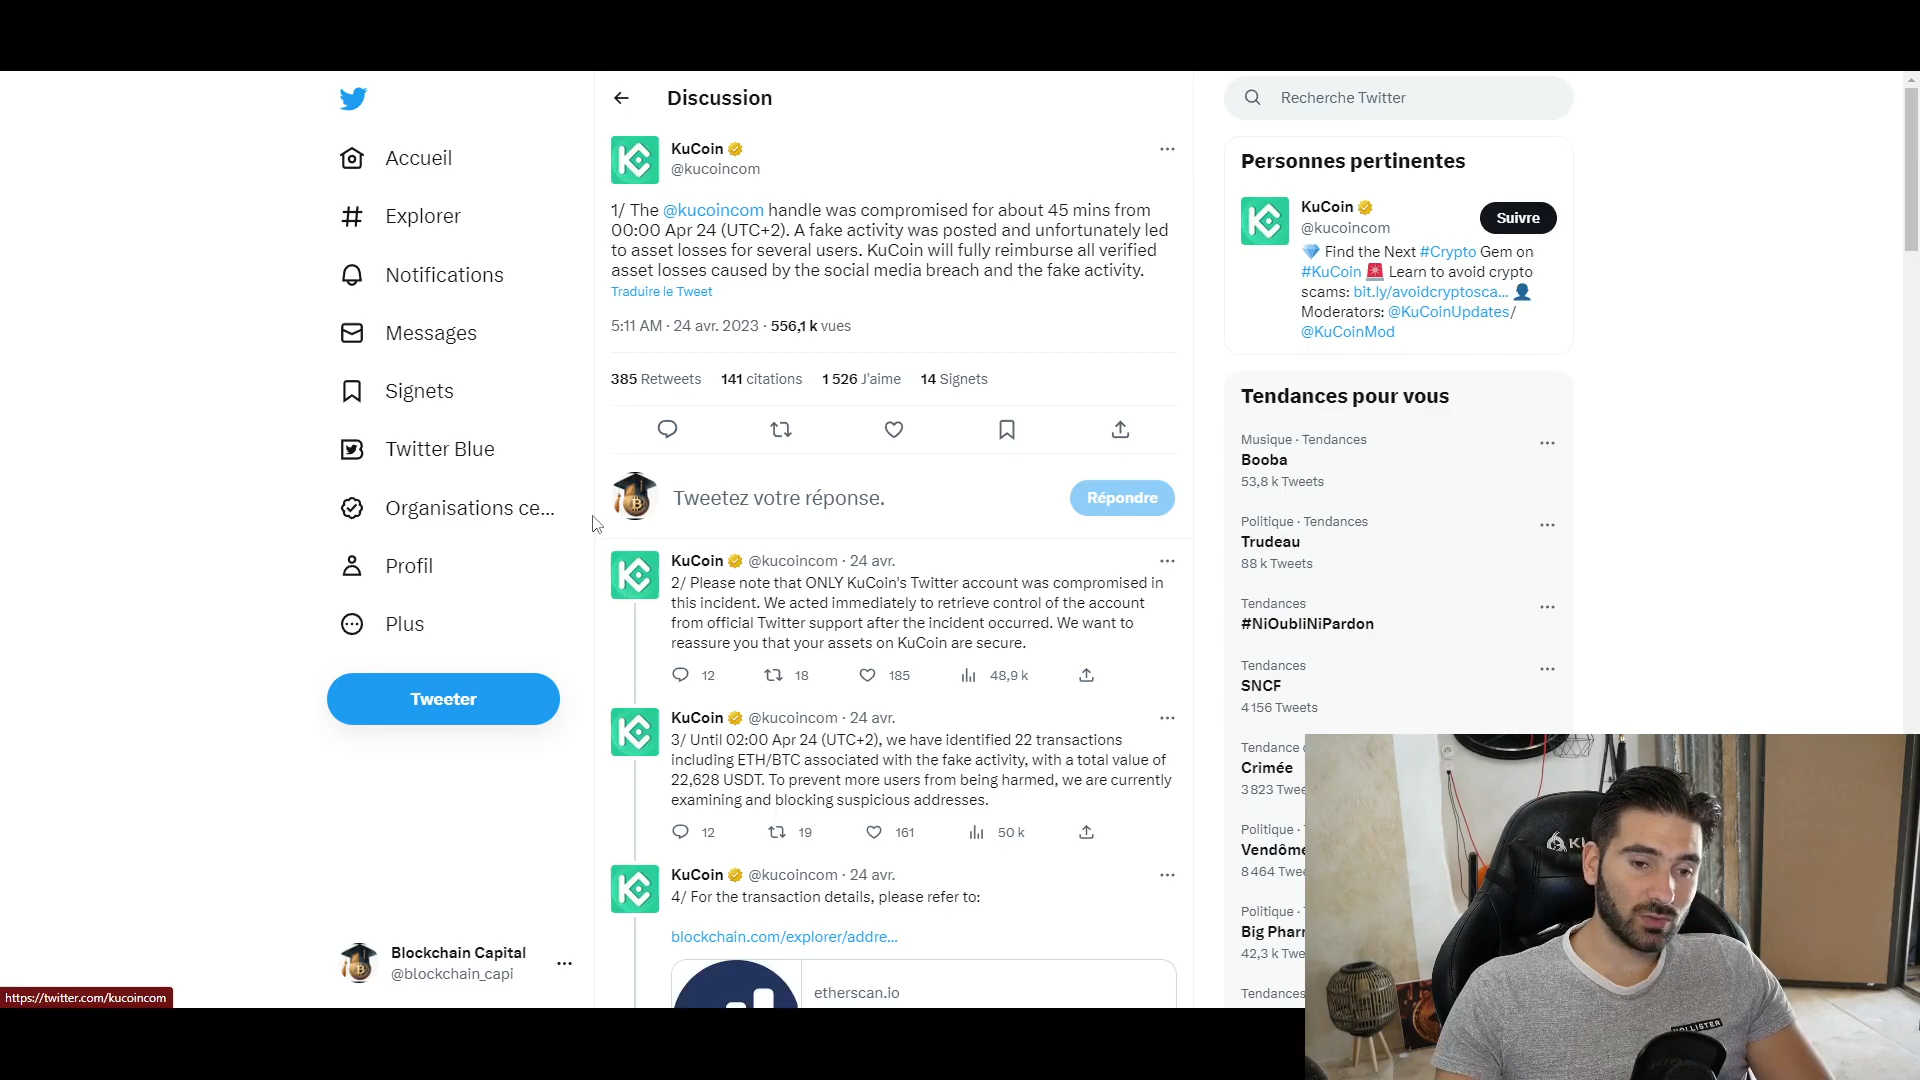 Accueil
Explorer
Notifications
Messages
Signets
Twitter Blue
Organisations ce...
Profil
Plus
Tweeter
Blockchain Capital
@blockchain_capi
https://twitter.com/kucoincom
Discussion
KuCoin
@kucoincom
1/ The @kucoincom handle was compromised for about 45 mins from
00:00 Apr 24 (UTC+2). A fake activity was posted and unfortunately led
to asset losses for several users. KuCoin will fully reimburse all verified
asset losses caused by the social media breach and the fake activity.
Traduire le Tweet
5:11 AM · 24 avr. 2023 · 556,1 k vues
385 Retweets 141 citations 1 526 J'aime 14 Signets
Tweetez votre réponse.
Répondre
KuCoin @kucoincom · 24 avr.
2/ Please note that ONLY KuCoin's Twitter account was compromised in
this incident. We acted immediately to retrieve control of the account
from official Twitter support after the incident occurred. We want to
reassure you that your assets on KuCoin are secure.
12 18 185 48,9 k
KuCoin @kucoincom · 24 avr.
3/ Until 02:00 Apr 24 (UTC+2), we have identified 22 transactions
including ETH/BTC associated with the fake activity, with a total value of
22,628 USDT. To prevent more users from being harmed, we are currently
examining and blocking suspicious addresses.
12 19 161 50 k
KuCoin @kucoincom · 24 avr.
4/ For the transaction details, please refer to:
blockchain.com/explorer/addre...
etherscan.io
Recherche Twitter
Personnes pertinentes
KuCoin
@kucoincom
Suivre
Find the Next #Crypto Gem on
#KuCoin Learn to avoid crypto
scams: bit.ly/avoidcryptosca...
Moderators: @KuCoinUpdates/
@KuCoinMod
Tendances pour vous
Musique · Tendances
Booba
53,8 k Tweets
Politique · Tendances
Trudeau
88 k Tweets
Tendances
#NiOubliNiPardon
Tendances
SNCF
4 156 Tweets
Tendance
Crimée
3 823 Twee
Politique ·
Vendôme
8 464 Twee
Politique ·
Big Pharr
42,3 k Twe
Tendances
HOLLISTER